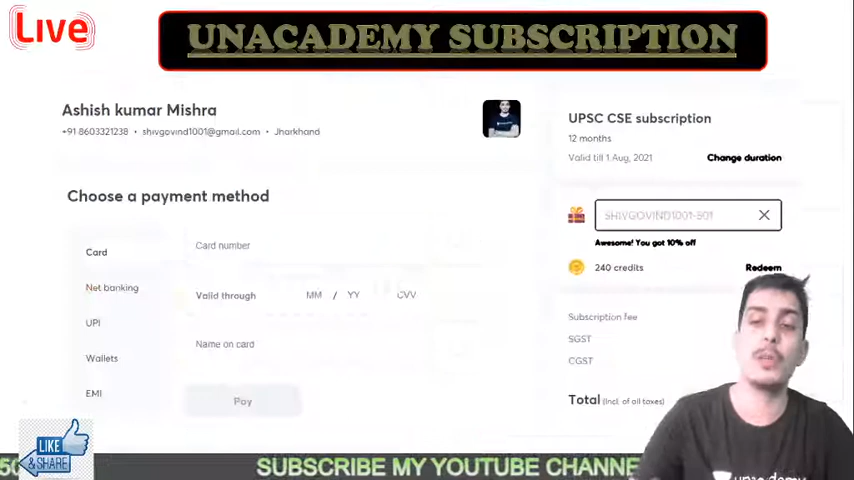 Live
UNACADEMY SUBSCRIPTION
Ashish kumar Mishra
+91 8603321238 • shivgovind1001@gmail.com • Jharkhand
Choose a payment method
Card
Net banking
UPI
Wallets
EMI
Card number
Valid through MM / YY CVV
Name on card
Pay
UPSC CSE subscription
12 months
Valid till 1 Aug, 2021 Change duration
Awesome! You got 10% off
240 credits Redeem
Subscription fee
SGST
CGST
Total (Incl. of all taxes)
LIKE
& SHARE
SUBSCRIBE MY YOUTUBE CHANNE
unacademy